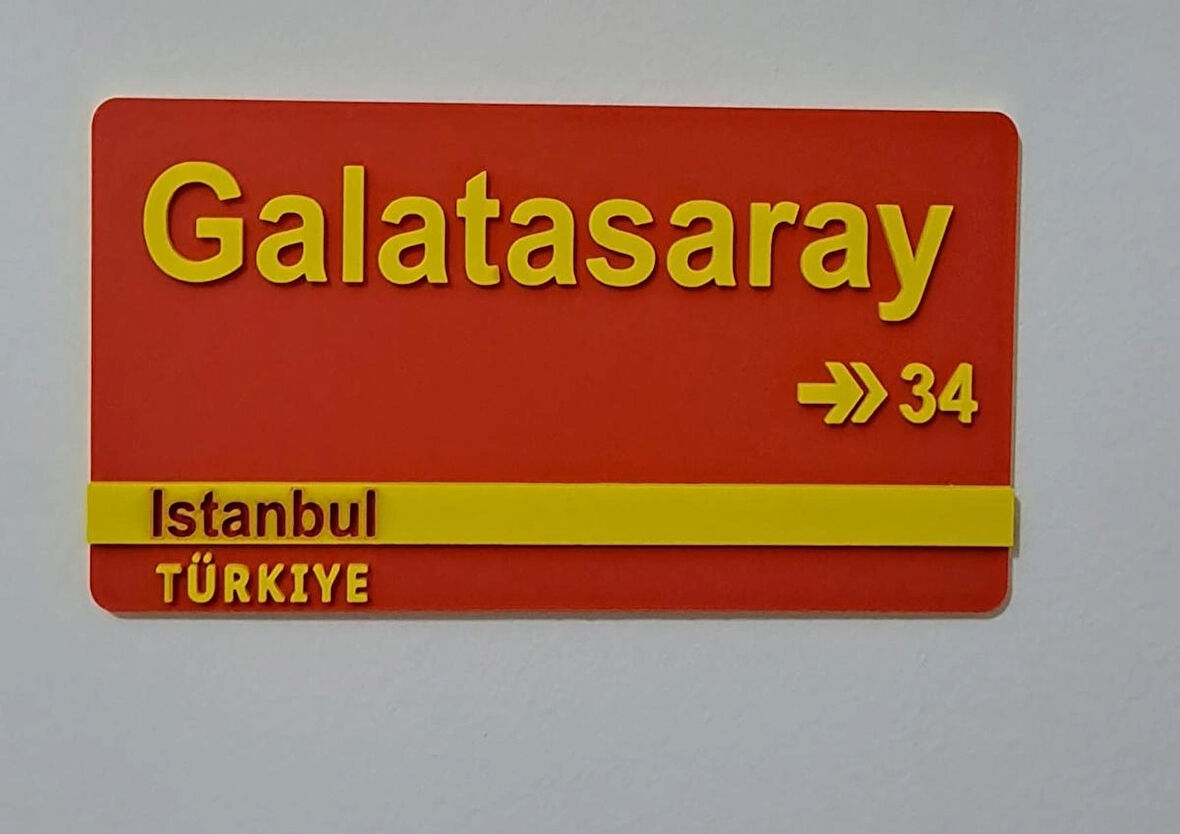 Galatasaray
34
Istanbul
TÜRKIYE